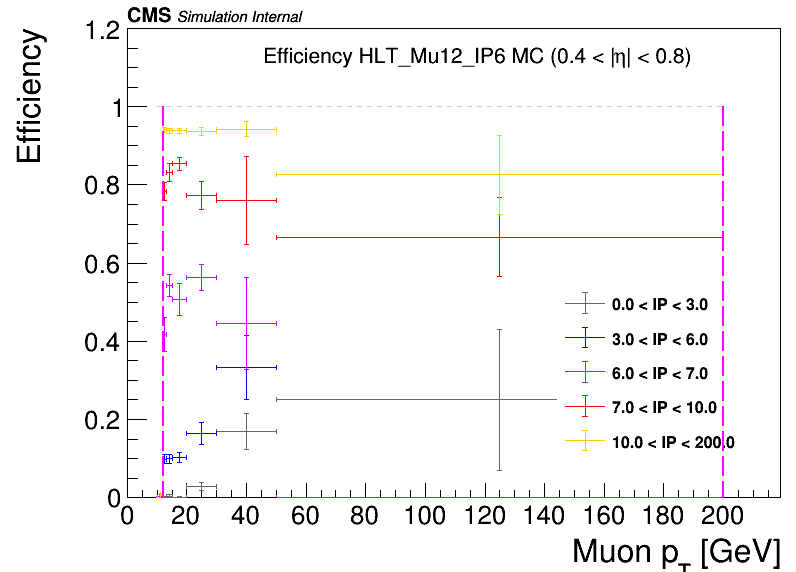 CMS Simulation Internal
Efficiency HLT_Mu12_IP6 MC (0.4 < |η| < 0.8)
Efficiency
1.2
1
0.8
0.6
0.4
0.2
0
0.0 < IP < 3.0
3.0 < IP < 6.0
6.0 < IP < 7.0
7.0 < IP < 10.0
10.0 < IP < 200.0
0 20 40 60 80 100 120 140 160 180 200
Muon pT [GeV]